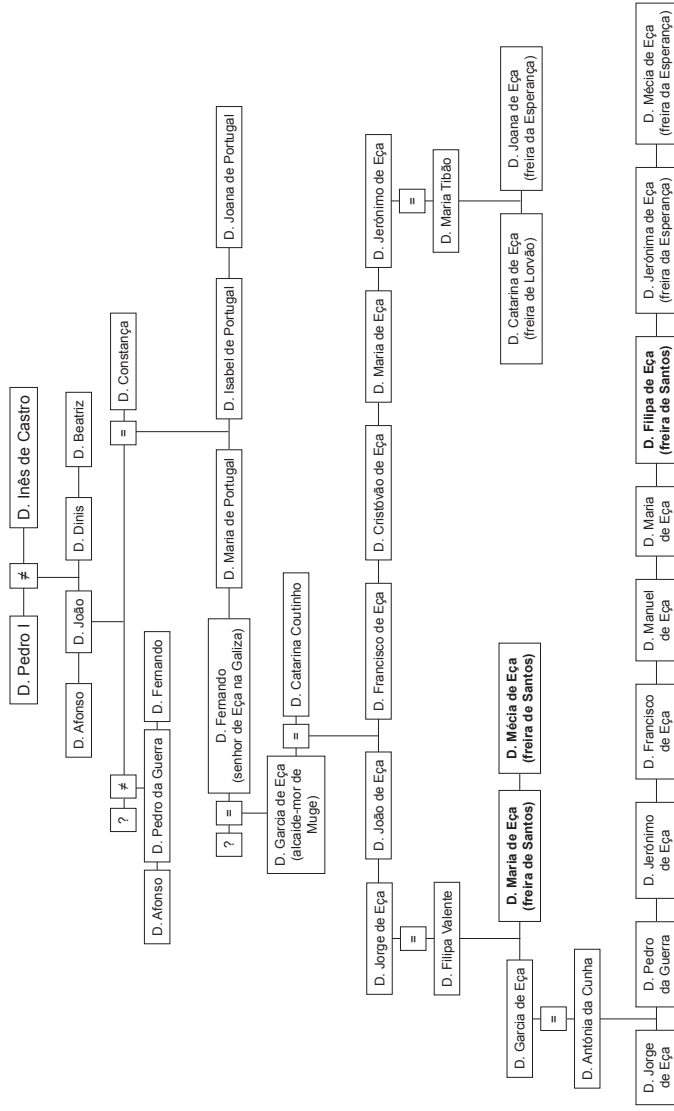 D. Pedro I
≠
D. Inês de Castro
D. Afonso
D. João
D. Dinis
D. Beatriz
?
≠
=
D. Constança
D. Afonso
D. Pedro da Guerra
D. Fernando
?
=
D. Fernando
(senhor de Eça na Galiza)
D. Maria de Portugal
D. Isabel de Portugal
D. Joana de Portugal
D. Garcia de Eça
(alcaide-mor de
Muge)
=
D. Catarina Coutinho
D. Jorge de Eça
D. João de Eça
D. Francisco de Eça
D. Cristóvão de Eça
D. Maria de Eça
D. Jerónimo de Eça
=
D. Filipa Valente
=
D. Maria Tibão
D. Garcia de Eça
D. Maria de Eça
(freira de Santos)
D. Mécia de Eça
(freira de Santos)
D. Catarina de Eça
(freira de Lorvão)
D. Joana de Eça
(freira da Esperança)
=
D. Antónia da Cunha
D. Jorge
de Eça
D. Pedro
da Guerra
D. Jerónimo
de Eça
D. Francisco
de Eça
D. Manuel
de Eça
D. Maria
de Eça
D. Filipa de Eça
(freira de Santos)
D. Jerónima de Eça
(freira da Esperança)
D. Mécia de Eça
(freira da Esperança)